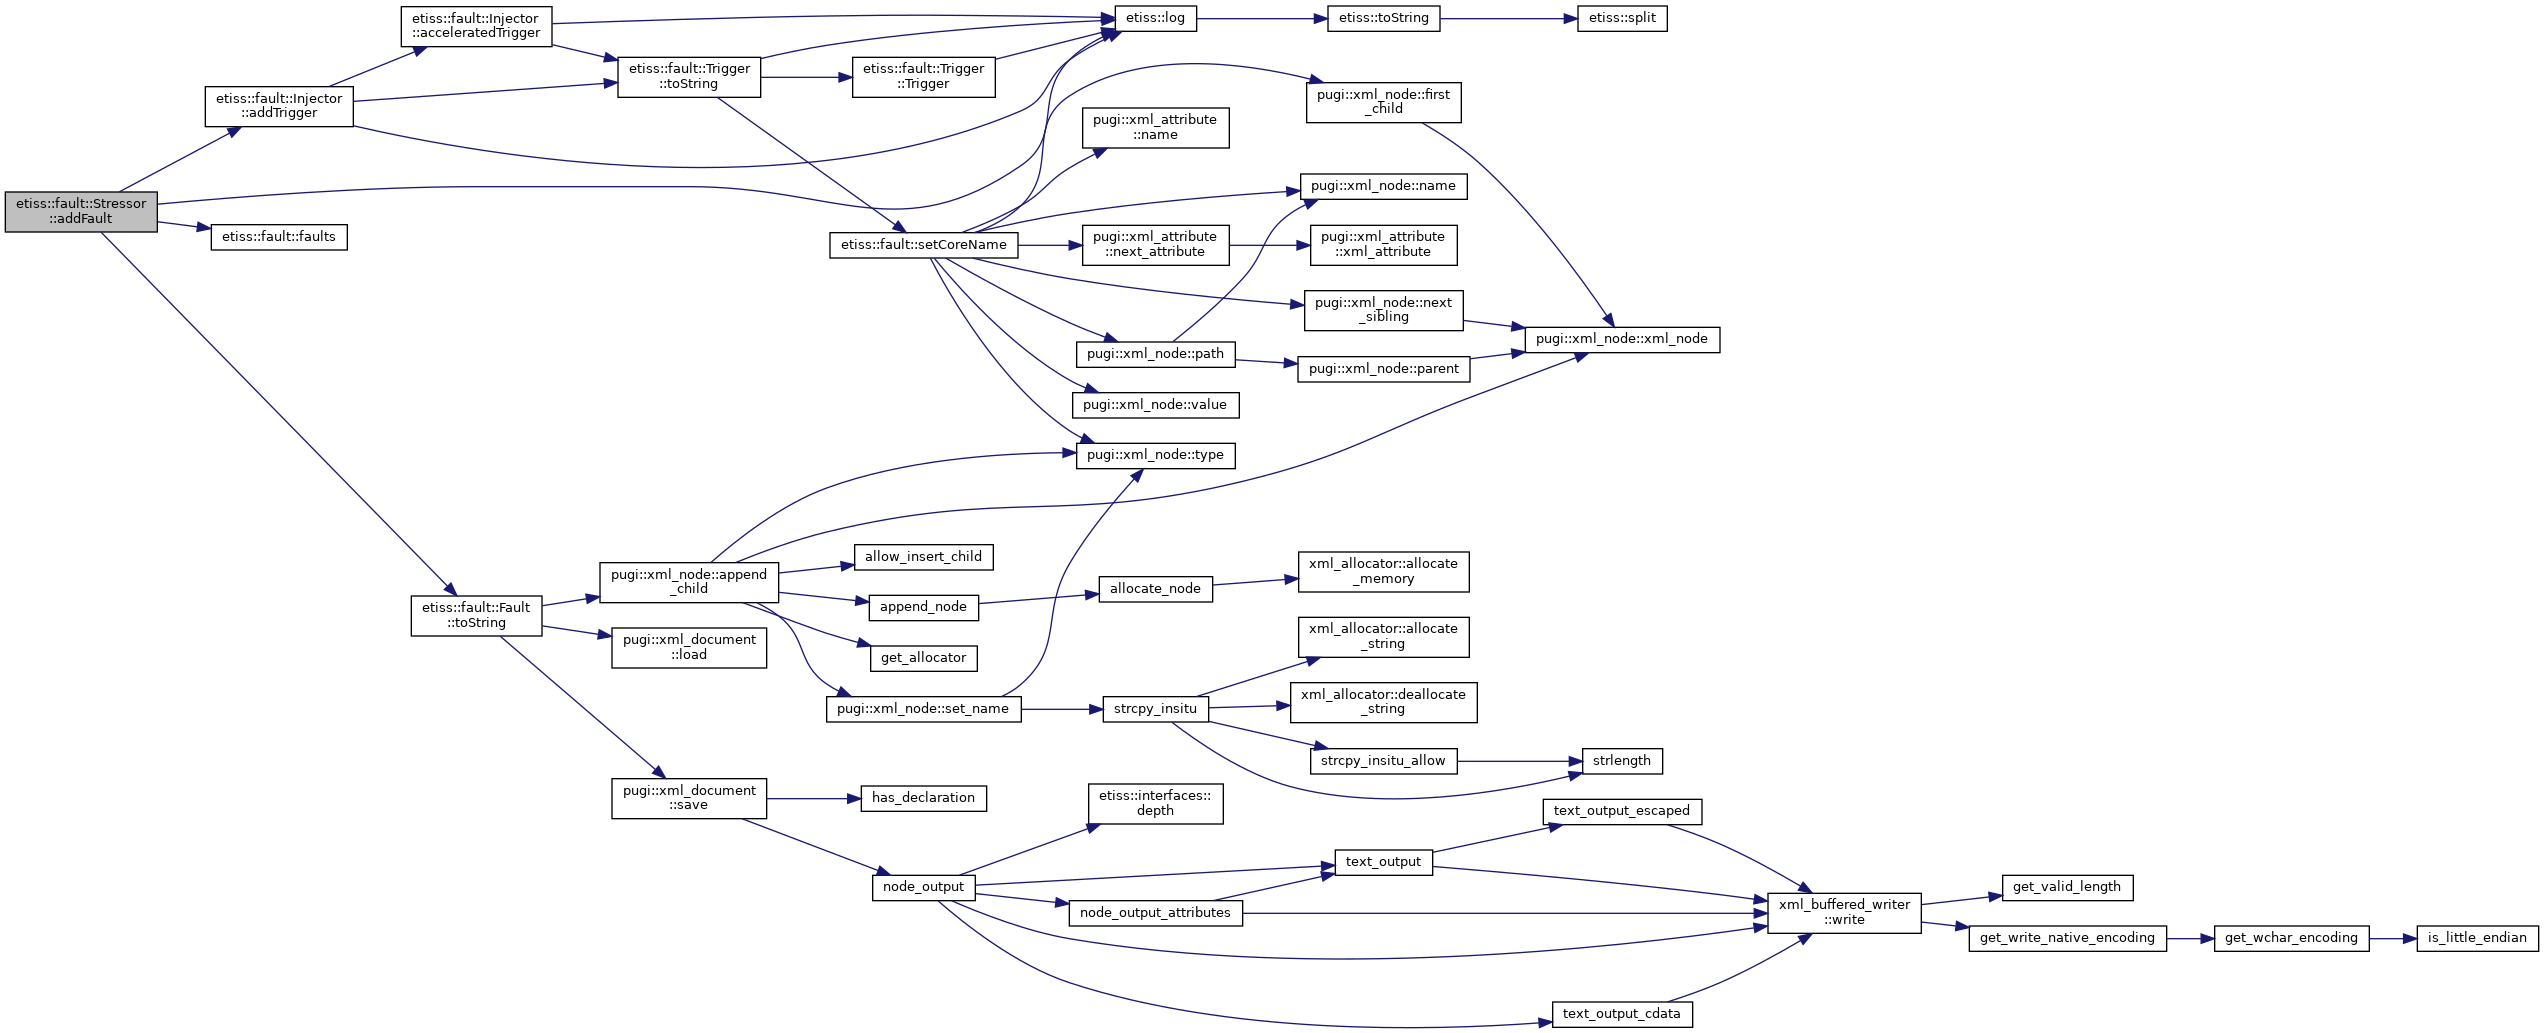 etiss::fault::Stressor
::addFault
etiss::fault::Injector
::addTrigger
etiss::fault::Injector
::acceleratedTrigger
etiss::log
etiss::toString
etiss::split
etiss::fault::Trigger
::toString
etiss::fault::Trigger
::Trigger
etiss::fault::setCoreName
pugi::xml_node::first
_child
pugi::xml_attribute
::name
pugi::xml_node::name
pugi::xml_attribute
::next_attribute
pugi::xml_attribute
::xml_attribute
pugi::xml_node::next
_sibling
pugi::xml_node::xml_node
pugi::xml_node::path
pugi::xml_node::parent
pugi::xml_node::value
pugi::xml_node::type
etiss::fault::faults
etiss::fault::Fault
::toString
pugi::xml_node::append
_child
allow_insert_child
append_node
allocate_node
xml_allocator::allocate
_memory
get_allocator
pugi::xml_node::set_name
strcpy_insitu
xml_allocator::allocate
_string
xml_allocator::deallocate
_string
strcpy_insitu_allow
strlength
pugi::xml_document
::load
pugi::xml_document
::save
has_declaration
node_output
etiss::interfaces::
depth
text_output
text_output_escaped
node_output_attributes
xml_buffered_writer
::write
get_valid_length
get_write_native_encoding
get_wchar_encoding
is_little_endian
text_output_cdata